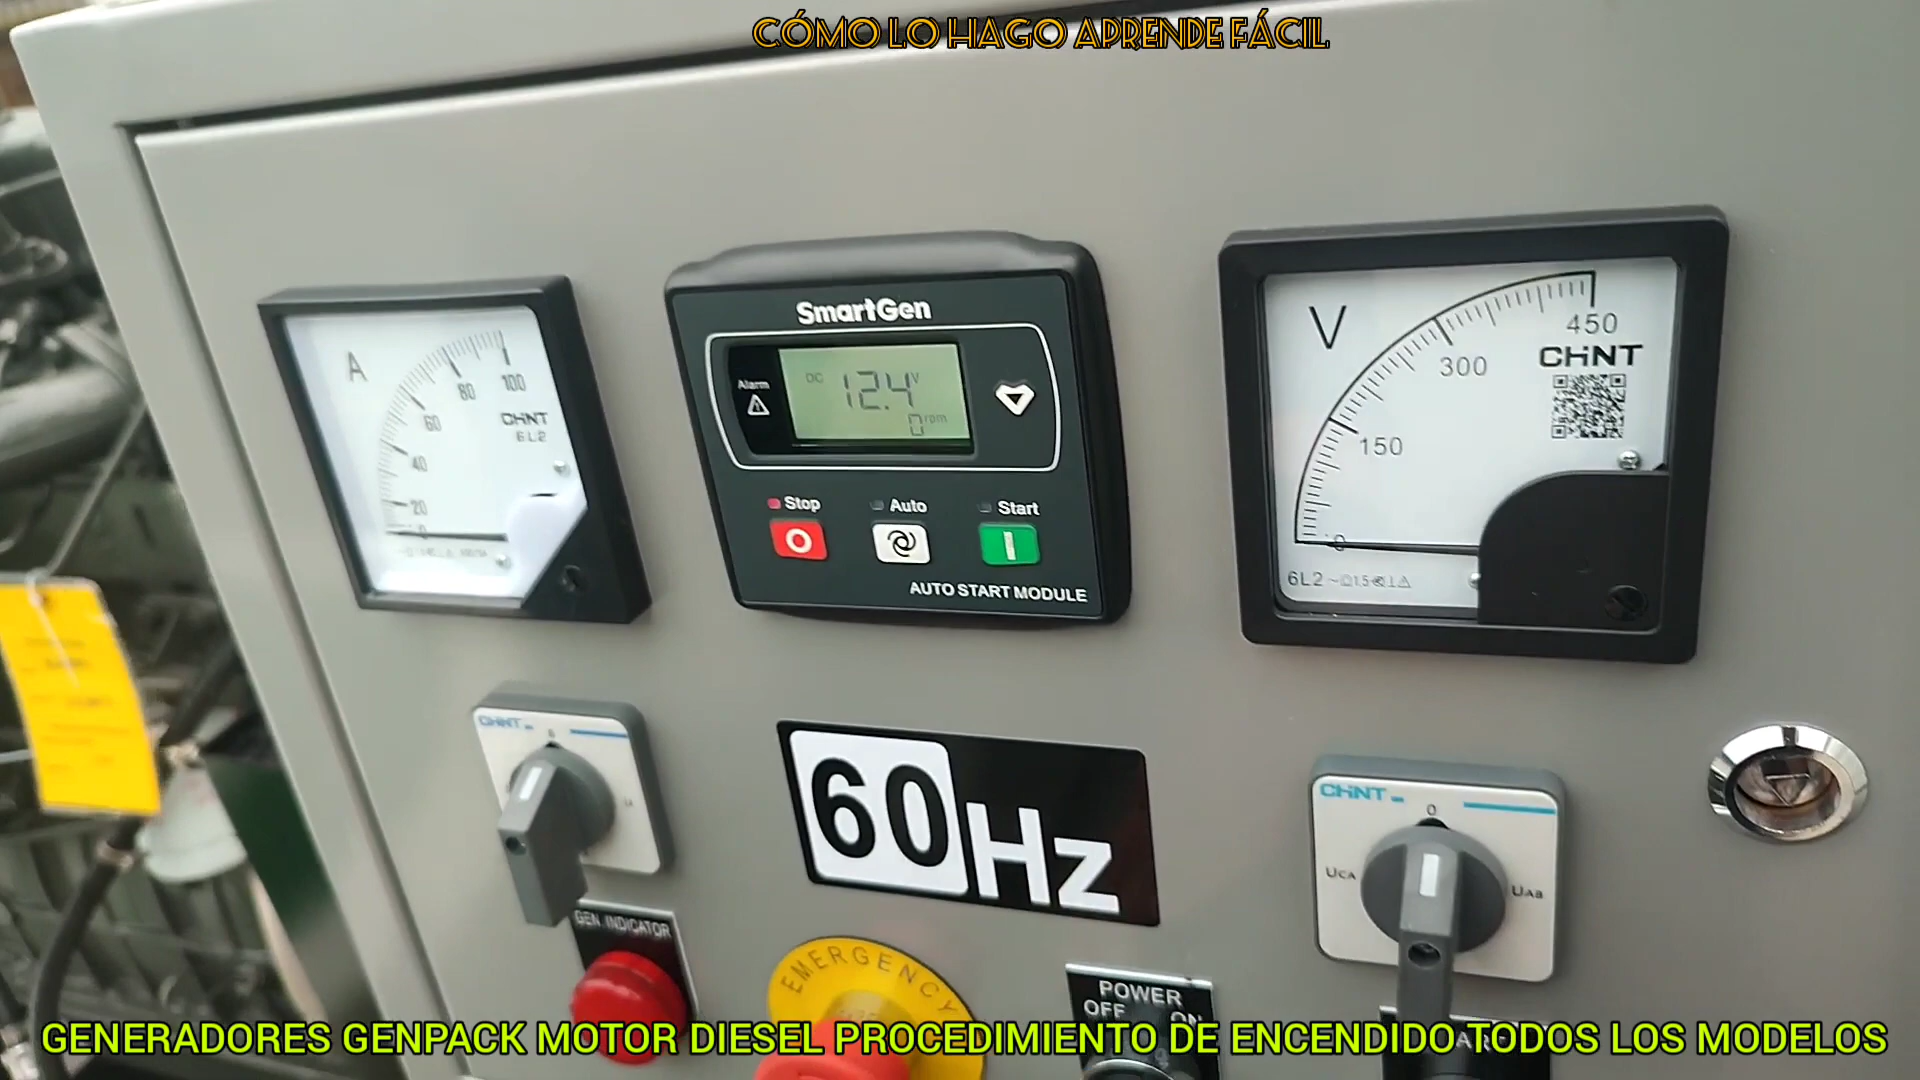 CÓMO LO HAGO APRENDE FÁCIL
A
100
80
60
40
20
0
CHNT
6L2
SmartGen
Alarm
DC 12.4 V
0 rpm
Stop
Auto
Start
AUTO START MODULE
V
450
300
150
0
CHNT
6L2
CHNT
60Hz
GEN. INDICATOR
EMERGENCY
POWER
OFF ON
CHNT
0
UCA
UAB
GENERADORES GENPACK MOTOR DIESEL PROCEDIMIENTO DE ENCENDIDO TODOS LOS MODELOS